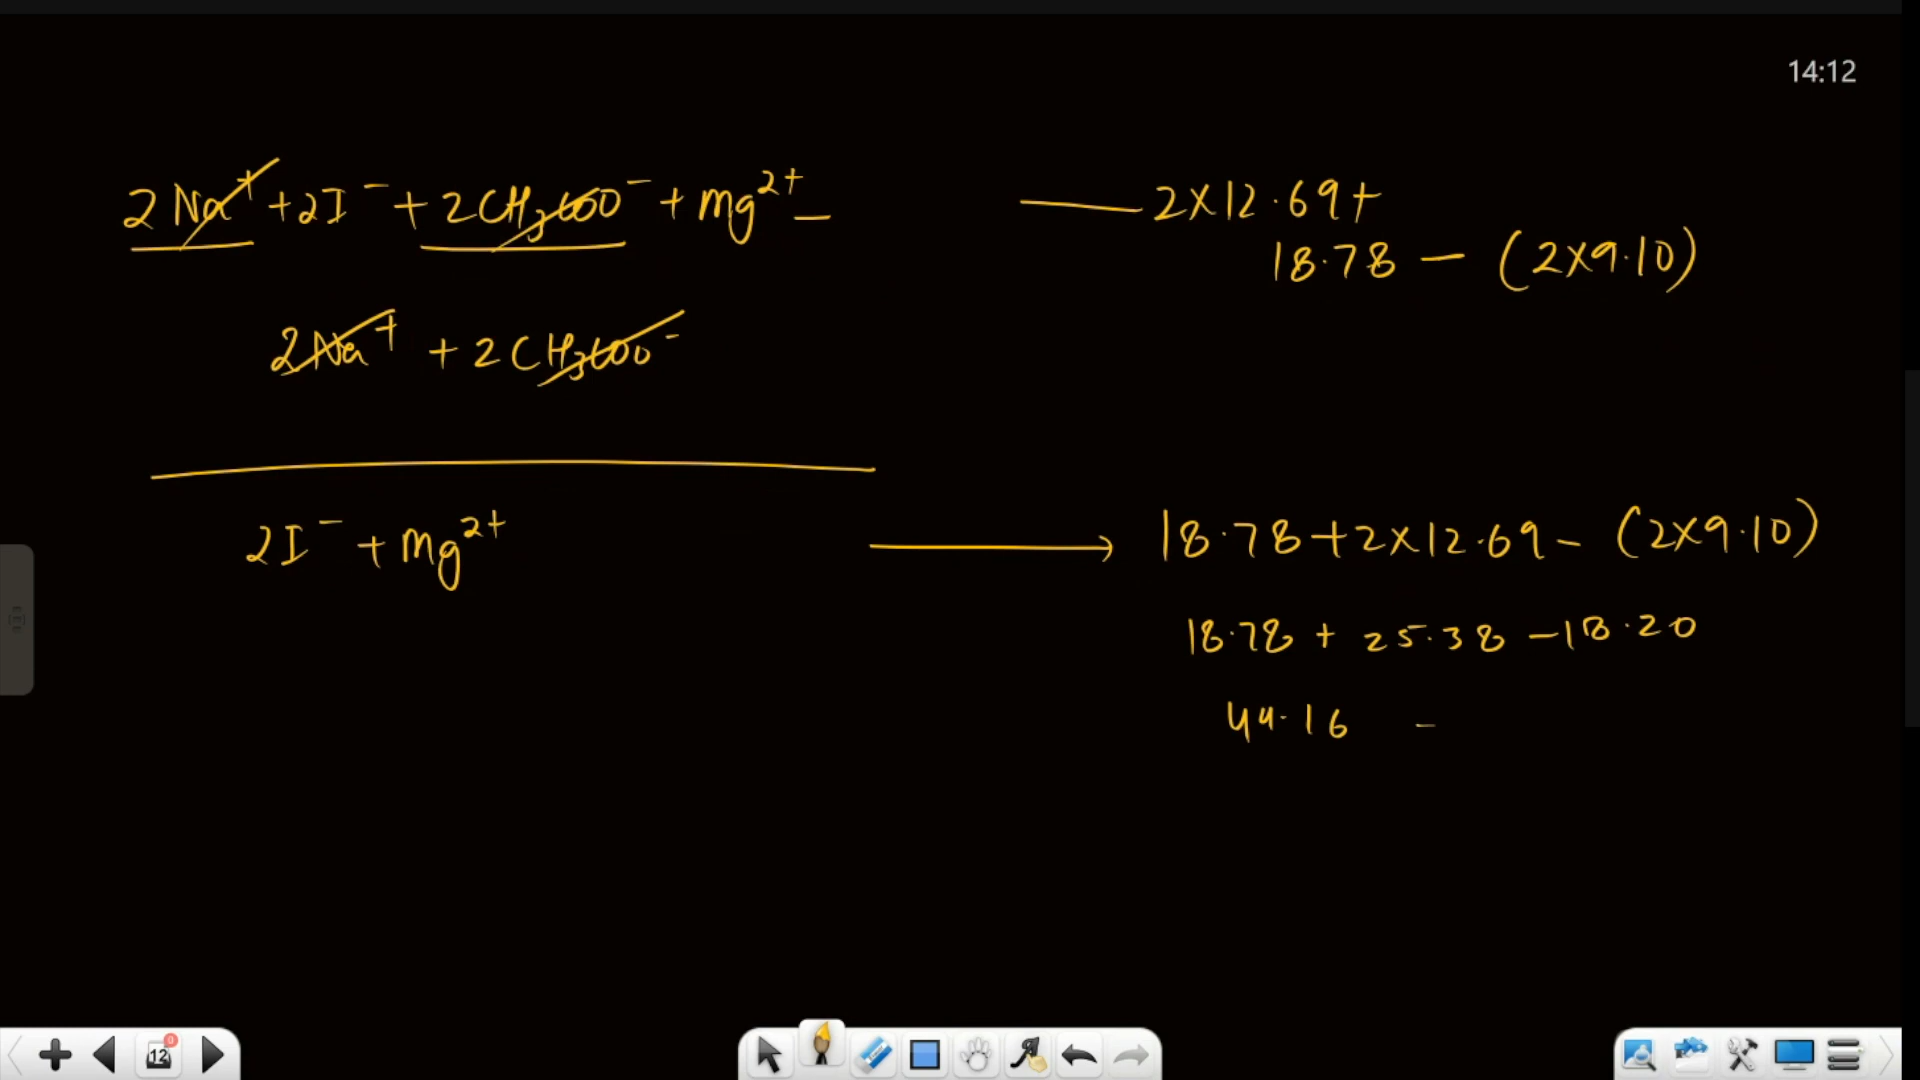 14:12
2Na⁺ + 2I⁻ + 2CH₃COO⁻ + Mg²⁺ — 2×12.69+
18.78 – (2×9.10)
2Na⁺ + 2CH₃COO⁻
2I⁻ + Mg²⁺ → 18.78+2×12.69– (2×9.10)
18.78 + 25.38 –18.20
44.16 –
12
0